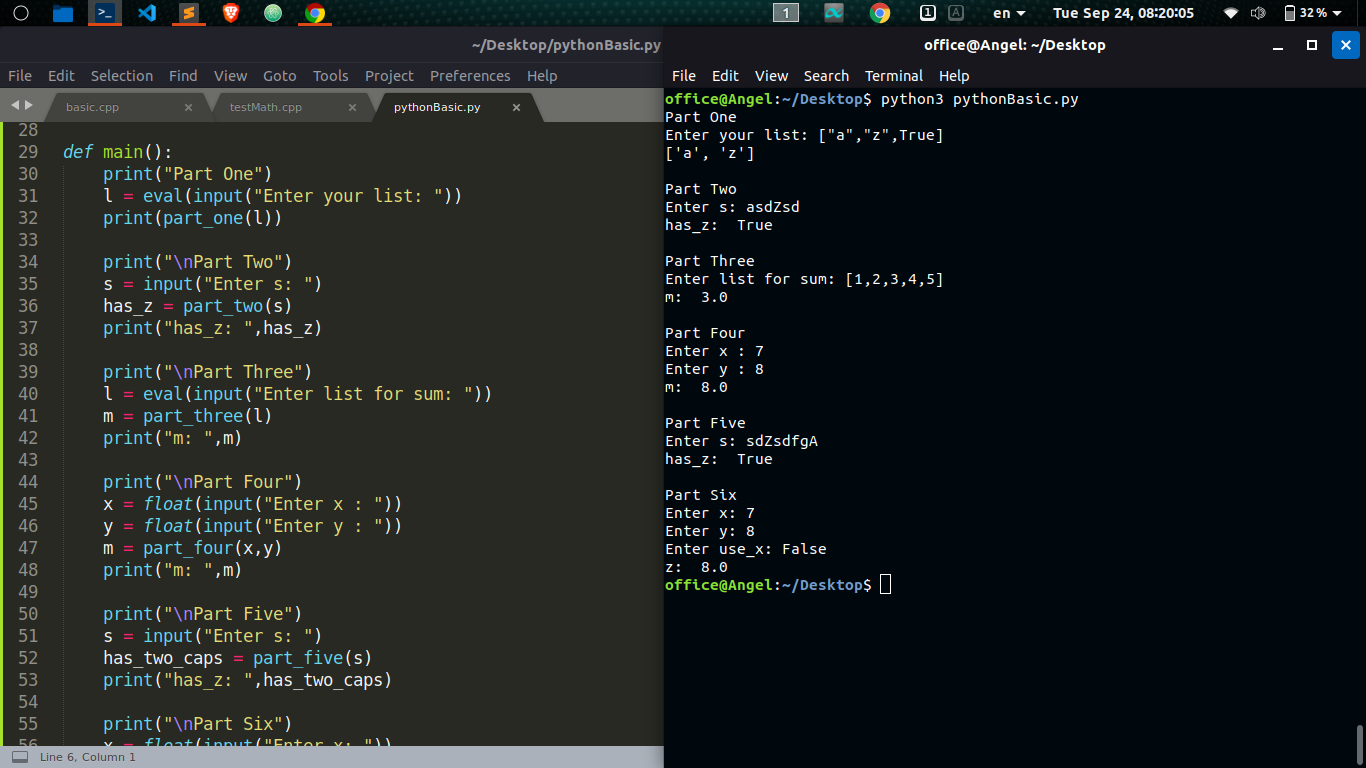 1
1
A
en
Tue Sep 24, 08:20:05
32 %
~/Desktop/pythonBasic.py
File Edit Selection Find View Goto Tools Project Preferences Help
basic.cpp
testMath.cpp
pythonBasic.py
28
29 def main():
30     print("Part One")
31     l = eval(input("Enter your list: "))
32     print(part_one(l))
33
34     print("\nPart Two")
35     s = input("Enter s: ")
36     has_z = part_two(s)
37     print("has_z: ",has_z)
38
39     print("\nPart Three")
40     l = eval(input("Enter list for sum: "))
41     m = part_three(l)
42     print("m: ",m)
43
44     print("\nPart Four")
45     x = float(input("Enter x : "))
46     y = float(input("Enter y : "))
47     m = part_four(x,y)
48     print("m: ",m)
49
50     print("\nPart Five")
51     s = input("Enter s: ")
52     has_two_caps = part_five(s)
53     print("has_z: ",has_two_caps)
54
55     print("\nPart Six")
56     x = float(input("Enter x: "))
Line 6, Column 1
office@Angel: ~/Desktop
File Edit View Search Terminal Help
office@Angel:~/Desktop$ python3 pythonBasic.py
Part One
Enter your list: ["a","z",True]
['a', 'z']

Part Two
Enter s: asdZsd
has_z:  True

Part Three
Enter list for sum: [1,2,3,4,5]
m:  3.0

Part Four
Enter x : 7
Enter y : 8
m:  8.0

Part Five
Enter s: sdZsdfgA
has_z:  True

Part Six
Enter x: 7
Enter y: 8
Enter use_x: False
z:  8.0
office@Angel:~/Desktop$